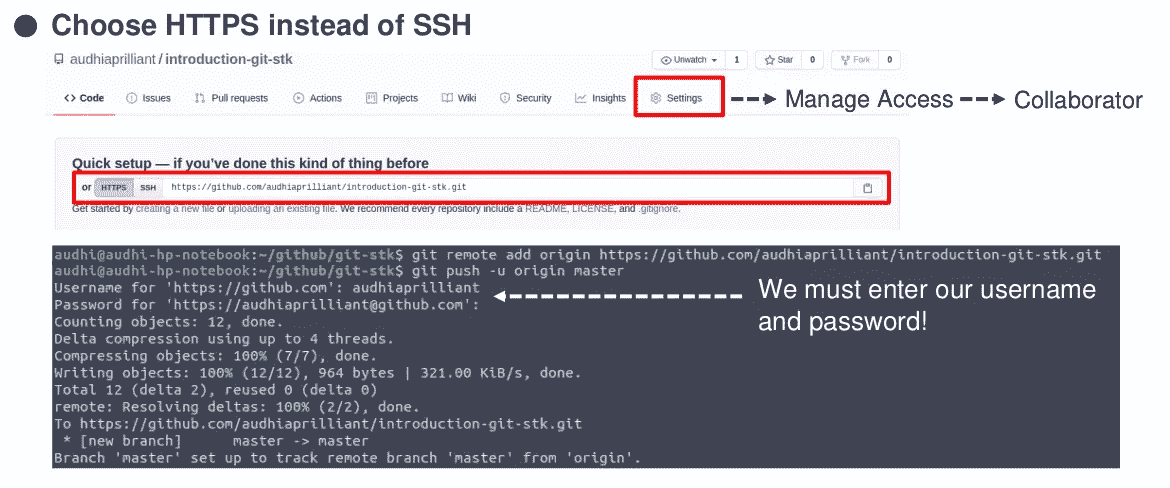 Choose HTTPS instead of SSH
audhiaprilliant / introduction-git-stk
Unwatch 1 Star 0 Fork 0
Code Issues Pull requests Actions Projects Wiki Security Insights Settings
Manage Access Collaborator
Quick setup — if you’ve done this kind of thing before
or HTTPS SSH https://github.com/audhiaprilliant/introduction-git-stk.git
Get started by creating a new file or uploading an existing file. We recommend every repository include a README, LICENSE, and .gitignore.
audhi@audhi-hp-notebook:~/github/git-stk$ git remote add origin https://github.com/audhiaprilliant/introduction-git-stk.git
audhi@audhi-hp-notebook:~/github/git-stk$ git push -u origin master
Username for 'https://github.com': audhiaprilliant
Password for 'https://audhiaprilliant@github.com':
We must enter our username
and password!
Counting objects: 12, done.
Delta compression using up to 4 threads.
Compressing objects: 100% (7/7), done.
Writing objects: 100% (12/12), 964 bytes | 321.00 KiB/s, done.
Total 12 (delta 2), reused 0 (delta 0)
remote: Resolving deltas: 100% (2/2), done.
To https://github.com/audhiaprilliant/introduction-git-stk.git
* [new branch] master -> master
Branch 'master' set up to track remote branch 'master' from 'origin'.